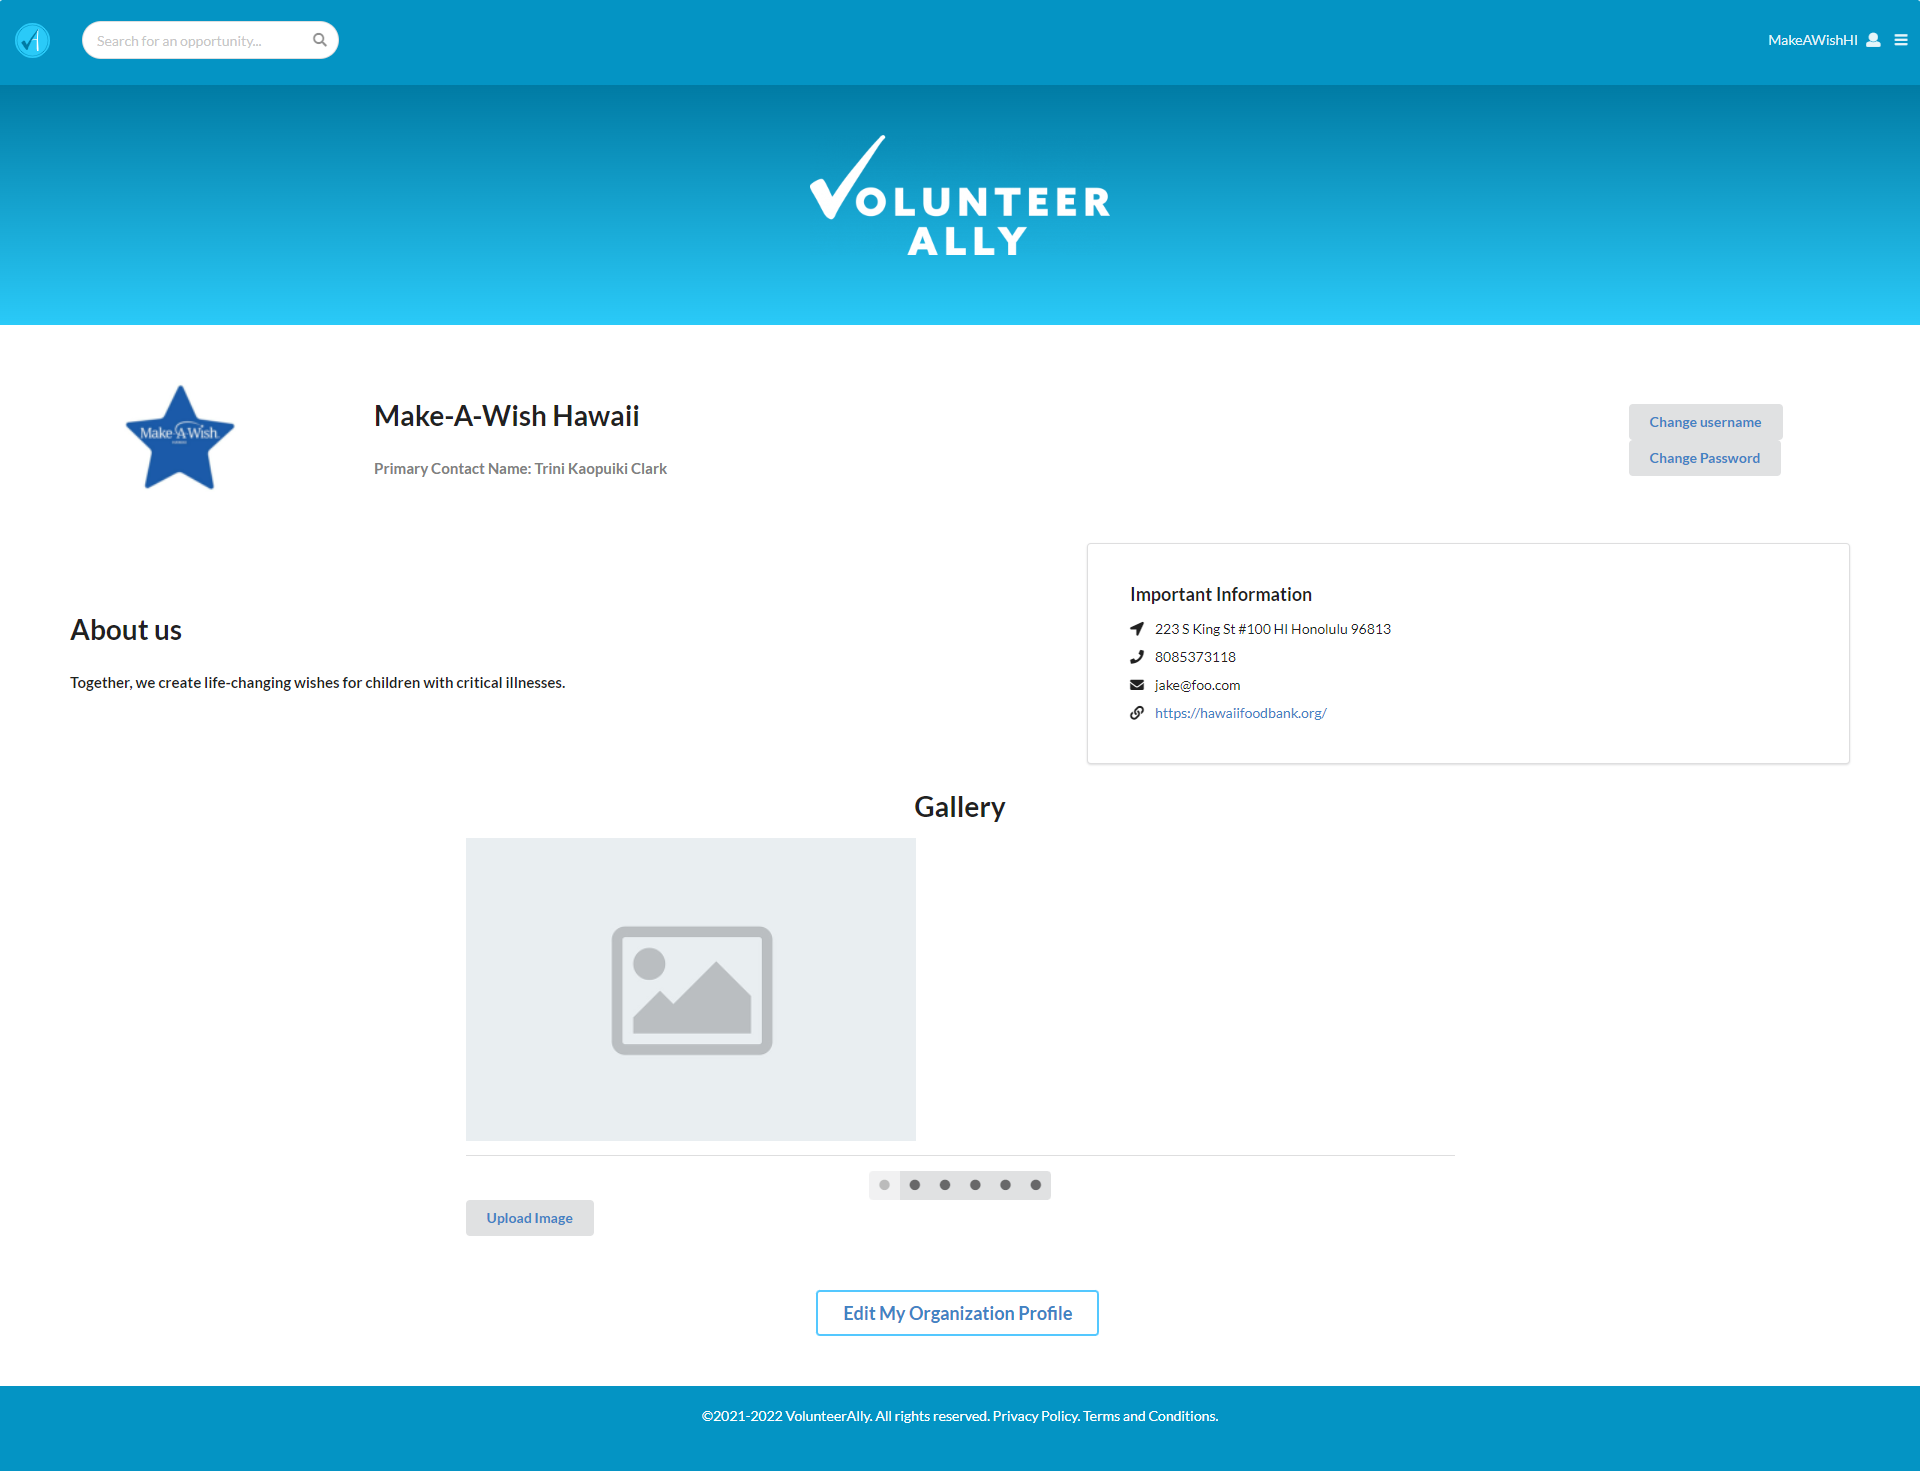 Search for an opportunity...
MakeAWishHI
VOLUNTEER
ALLY
Make-A-Wish
Make-A-Wish Hawaii
Primary Contact Name: Trini Kaopuiki Clark
Change username
Change Password
About us
Together, we create life-changing wishes for children with critical illnesses.
Important Information
223 S King St #100 HI Honolulu 96813
8085373118
jake@foo.com
https://hawaiifoodbank.org/
Gallery
Upload Image
Edit My Organization Profile
©2021-2022 VolunteerAlly. All rights reserved. Privacy Policy. Terms and Conditions.